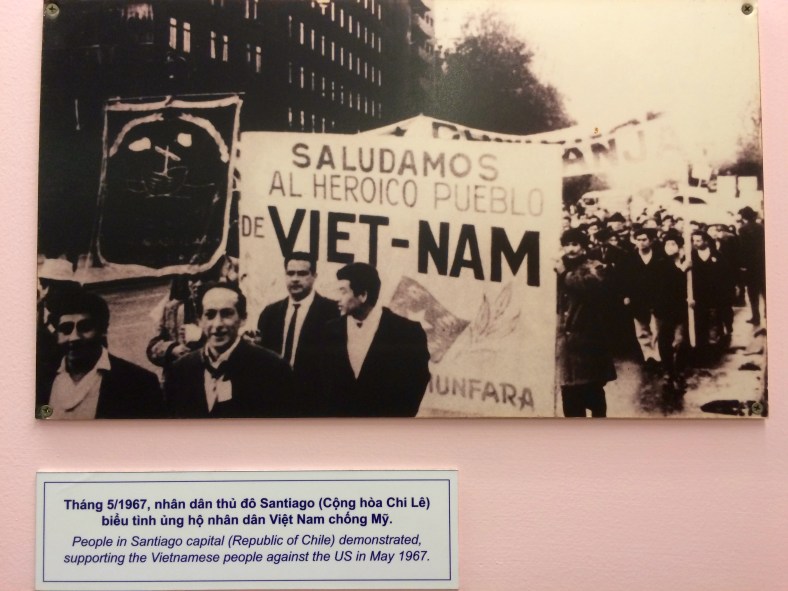 SALUDAMOS
AL HEROICO PUEBLO
DE VIET-NAM
Tháng 5/1967, nhân dân thủ đô Santiago (Cộng hòa Chi Lê)
biểu tình ủng hộ nhân dân Việt Nam chống Mỹ.
People in Santiago capital (Republic of Chile) demonstrated,
supporting the Vietnamese people against the US in May 1967.